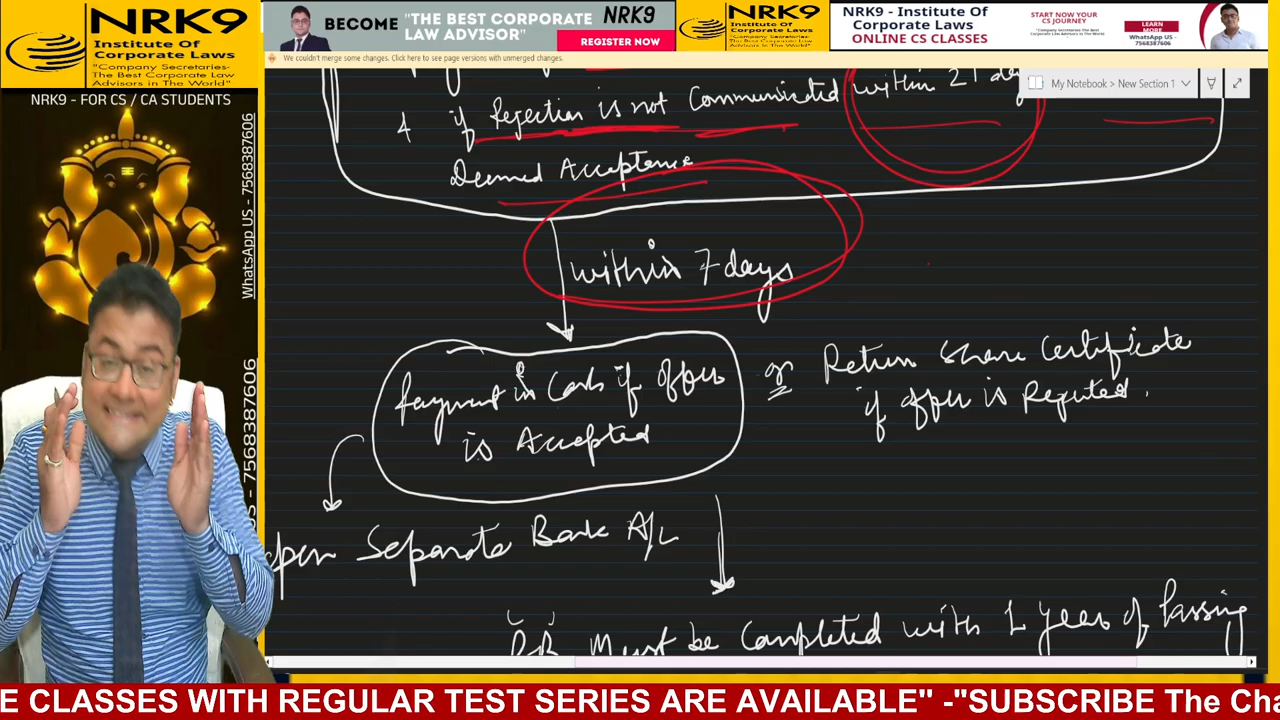 NRK9
Institute Of
Corporate Laws
"Company Secretaries-
The Best Corporate Law
Advisors in The World"
NRK9 - FOR CS / CA STUDENTS
WhatsApp US - 7568387606
BECOME "THE BEST CORPORATE LAW ADVISOR"
NRK9
REGISTER NOW
NRK9
Institute Of
Corporate Laws
NRK9 - Institute Of
Corporate Laws
ONLINE CS CLASSES
START NOW YOUR
CS JOURNEY
LEARN MORE
WhatsApp US -
7568387606
We couldn't merge some changes. Click here to see page versions with unmerged changes.
My Notebook > New Section 1
4 if Rejection is not Communicated within 21 day
Deemed Acceptance
within 7 days
Payment in Cash if offer
is Accepted
or Return Share Certificate
if offer is Rejected.
open Separate Bank A/c
BB Must be Completed with 1 year of Passing
E CLASSES WITH REGULAR TEST SERIES ARE AVAILABLE" -"SUBSCRIBE The Cha